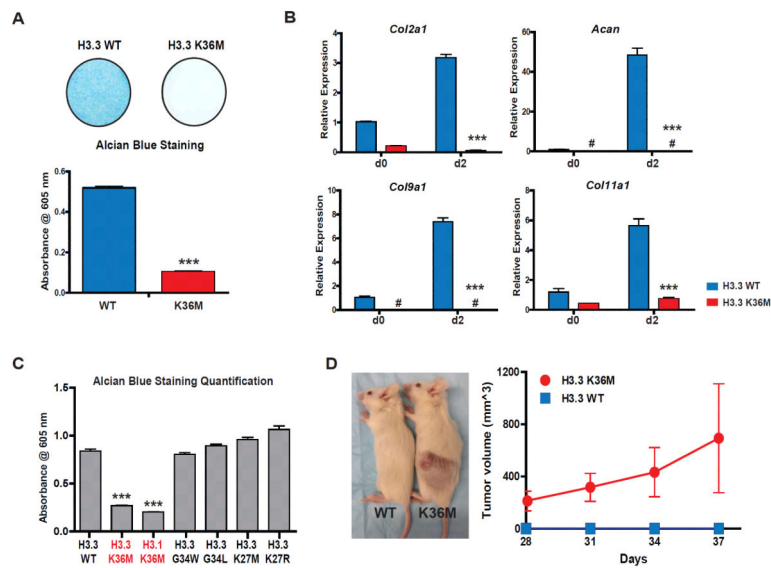 A
H3.3 WT H3.3 K36M
Alcian Blue Staining
Absorbance @ 605 nm
0.6
0.4
0.2
0.0
***
WT K36M
B
Col2a1
Relative Expression
4
3
2
1
0
***
d0 d2
Acan
Relative Expression
60
40
20
0
***
# #
d0 d2
Col9a1
Relative Expression
10
8
6
4
2
0
***
# #
d0 d2
Col11a1
Relative Expression
8
6
4
2
0
***
d0 d2
H3.3 WT
H3.3 K36M
C
Alcian Blue Staining Quantification
Absorbance @ 605 nm
1.5
1.0
0.5
0.0
*** ***
H3.3 H3.3 H3.1 H3.3 H3.3 H3.3 H3.3
WT K36M K36M G34W G34L K27M K27R
D
WT K36M
H3.3 K36M
H3.3 WT
Tumor volume (mm^3)
1200
800
400
0
28 31 34 37
Days